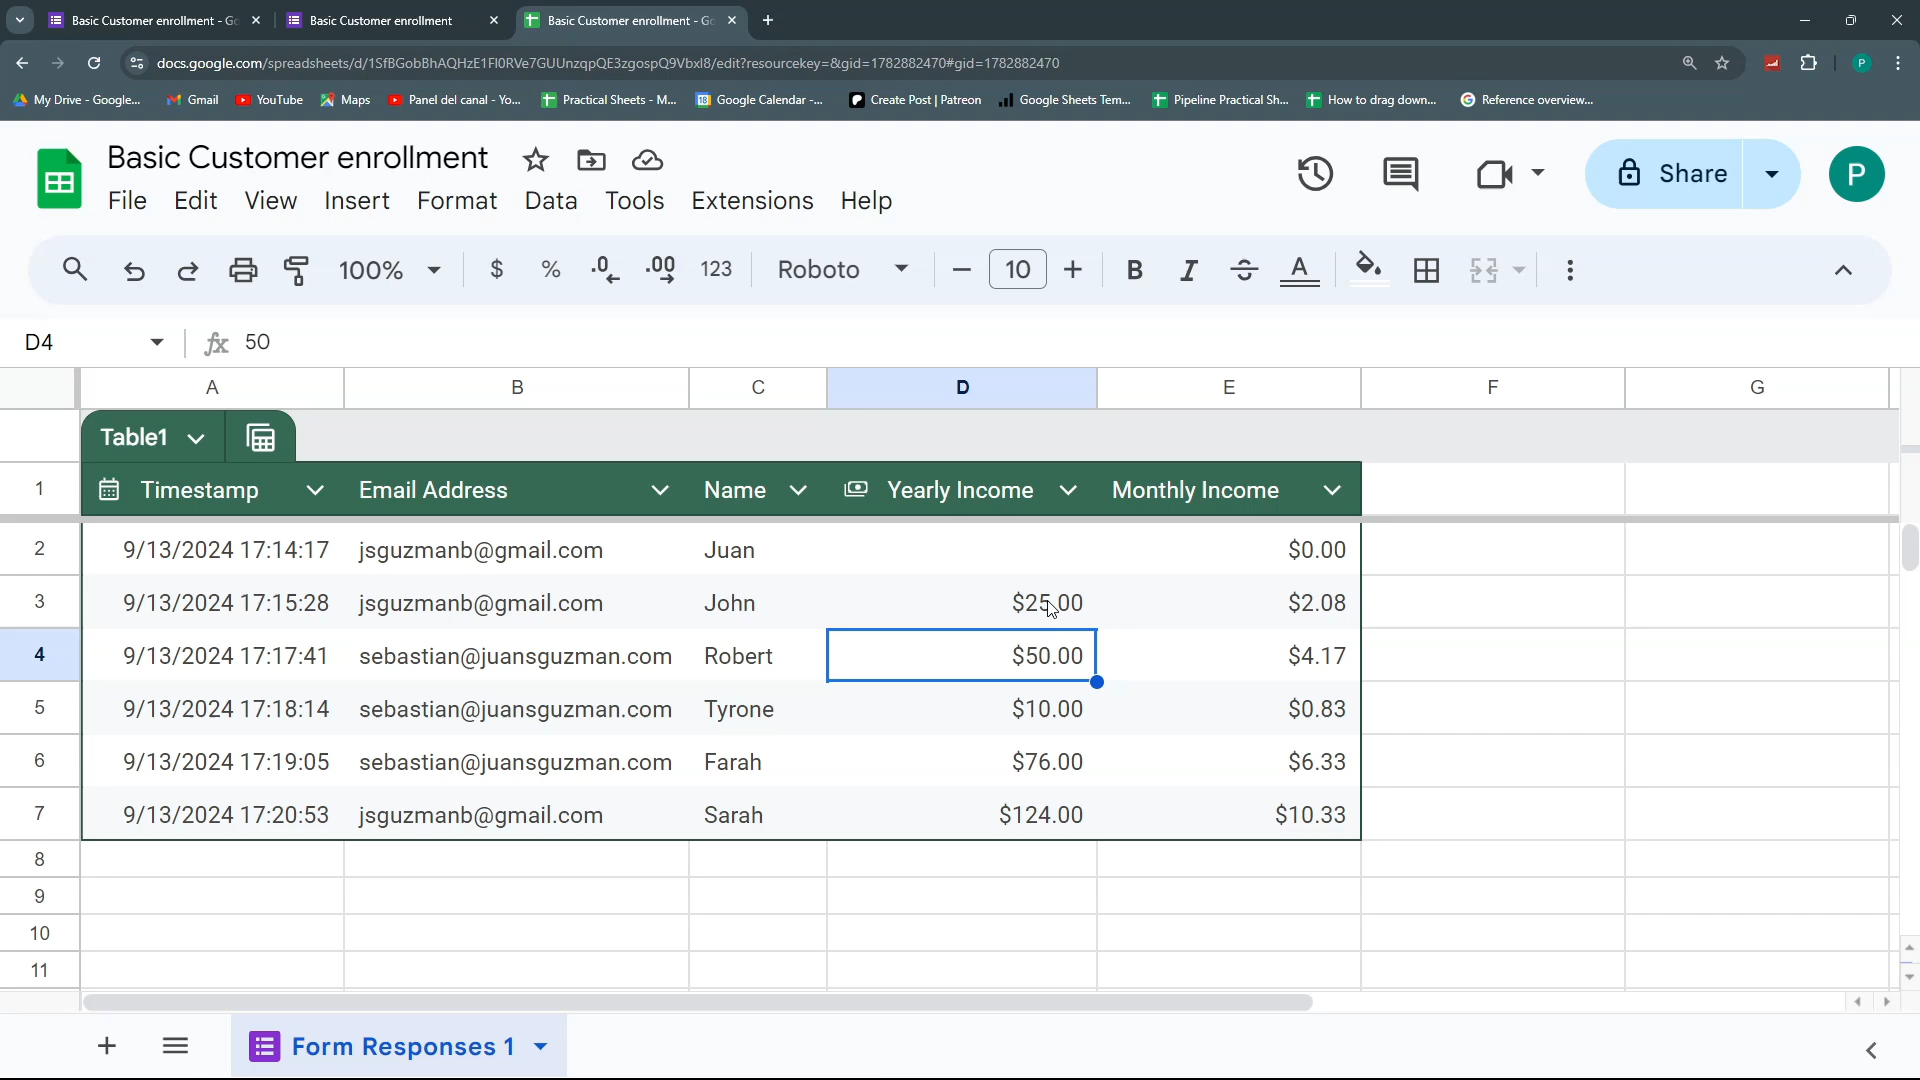 Basic Customer enrollment - Go
Basic Customer enrollment
Basic Customer enrollment - Go
docs.google.com/spreadsheets/d/1SfBGobBhAQHzE1FI0RVe7GUUnzqpQE3zgospQ9Vbxl8/edit?resourcekey=&gid=1782882470#gid=1782882470
P
My Drive - Google...
Gmail
YouTube
Maps
Panel del canal - Yo...
Practical Sheets - M...
Google Calendar -...
Create Post | Patreon
Google Sheets Tem...
Pipeline Practical Sh...
How to drag down...
Reference overview...
Basic Customer enrollment
Share
P
File Edit View Insert Format Data Tools Extensions Help
100% $ % .0 .00 123 Roboto 10 B I A
D4 fx 50
A B C D E F G
Table1
1 Timestamp Email Address Name Yearly Income Monthly Income
2 9/13/2024 17:14:17 jsguzmanb@gmail.com Juan $0.00
3 9/13/2024 17:15:28 jsguzmanb@gmail.com John $25.00 $2.08
4 9/13/2024 17:17:41 sebastian@juansguzman.com Robert $50.00 $4.17
5 9/13/2024 17:18:14 sebastian@juansguzman.com Tyrone $10.00 $0.83
6 9/13/2024 17:19:05 sebastian@juansguzman.com Farah $76.00 $6.33
7 9/13/2024 17:20:53 jsguzmanb@gmail.com Sarah $124.00 $10.33
8
9
10
11
Form Responses 1